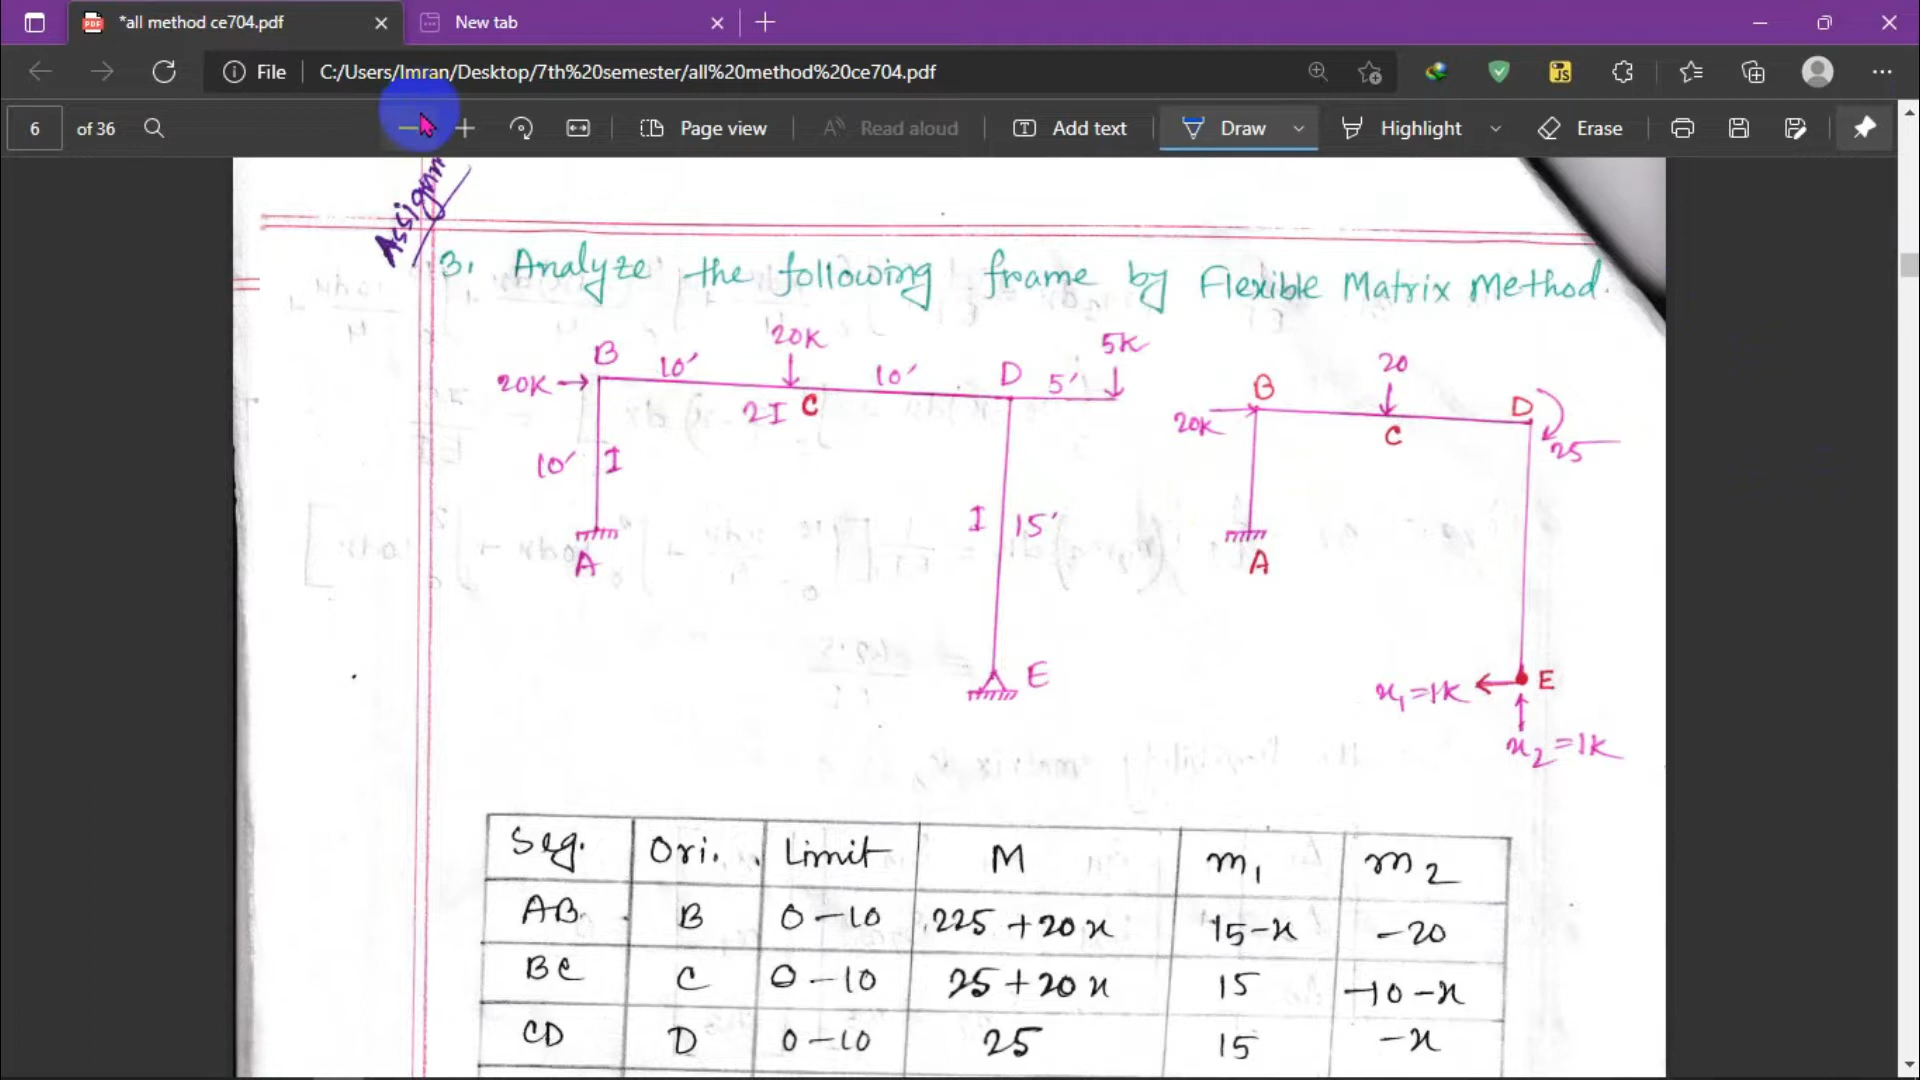 *all method ce704.pdf
New tab
File
C:/Users/Imran/Desktop/7th%20semester/all%20method%20ce704.pdf
6 of 36
Page view
Read aloud
Add text
Draw
Highlight
Erase
Assignm
3. Analyze the following frame by Flexible Matrix Method.
20K B 10' 20K 10' D 5' 5K
2I C
10' I
A
I 15'
E
20K B 20 D
C 25
A
x1=1K E
x2=1K
Seg. Ori. Limit M m1 m2
AB B 0-10 225+20x 15-x -20
BC C 0-10 25+20x 15 -10-x
CD D 0-10 25 15 -x